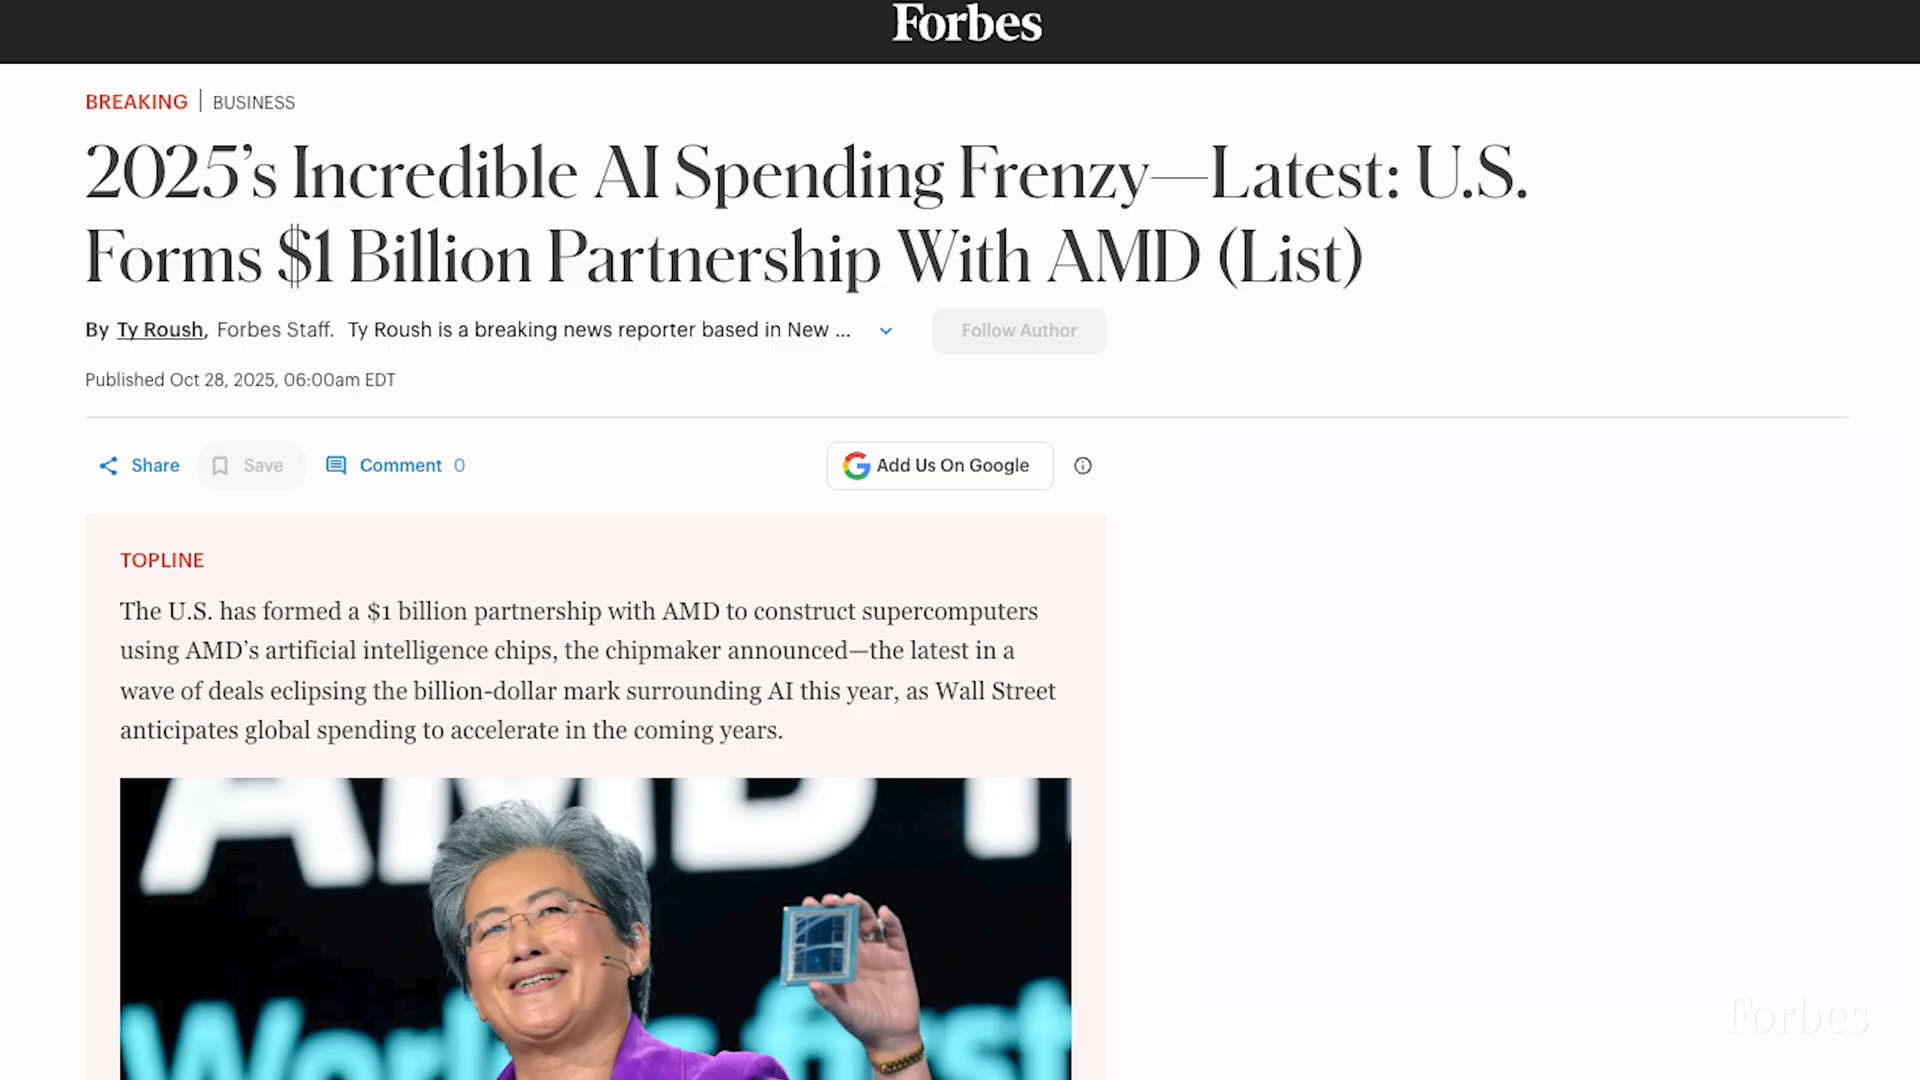 Forbes
BREAKING | BUSINESS
2025’s Incredible AI Spending Frenzy—Latest: U.S.
Forms $1 Billion Partnership With AMD (List)
By Ty Roush, Forbes Staff. Ty Roush is a breaking news reporter based in New ...
Follow Author
Published Oct 28, 2025, 06:00am EDT
Share
Save
Comment 0
Add Us On Google
TOPLINE
The U.S. has formed a $1 billion partnership with AMD to construct supercomputers
using AMD’s artificial intelligence chips, the chipmaker announced—the latest in a
wave of deals eclipsing the billion-dollar mark surrounding AI this year, as Wall Street
anticipates global spending to accelerate in the coming years.
AMD
World's first
Forbes